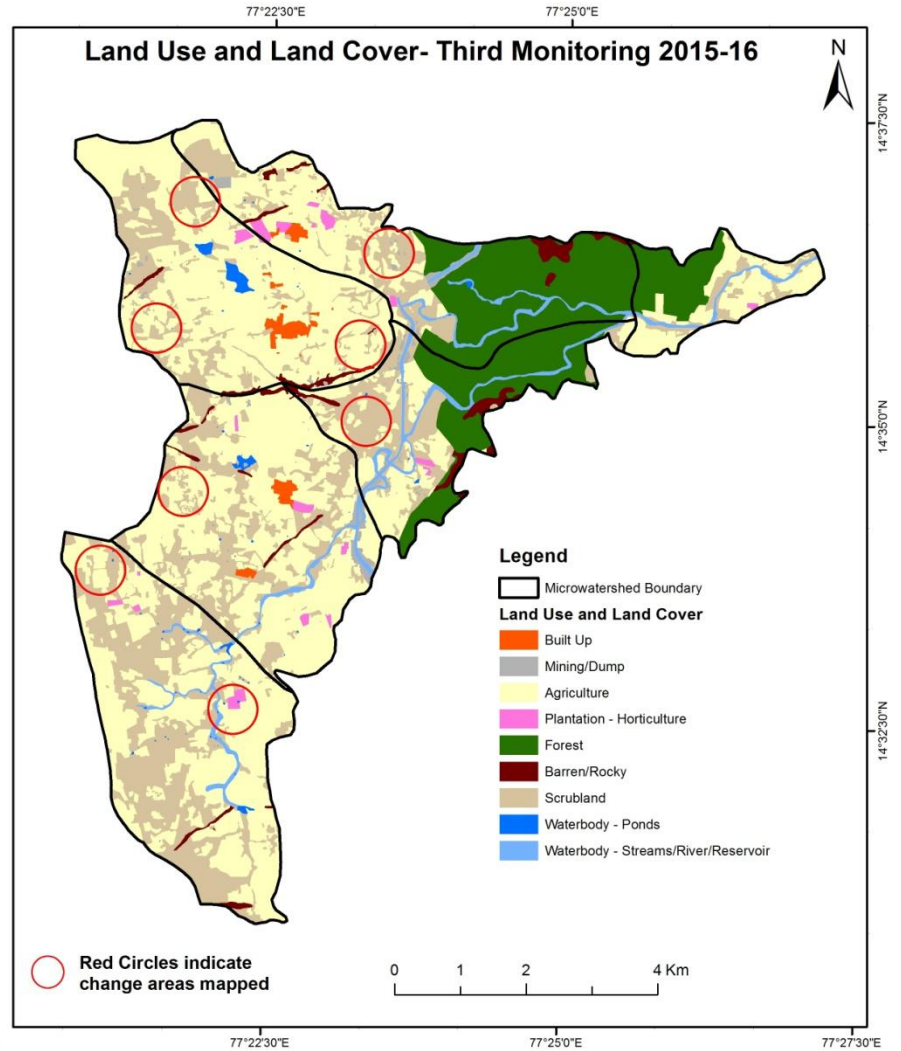 77°22'30"E
77°25'0"E
Land Use and Land Cover- Third Monitoring 2015-16
N
14°37'30"N
14°35'0"N
Legend
Microwatershed Boundary
Land Use and Land Cover
Built Up
Mining/Dump
Agriculture
Plantation - Horticulture
Forest
Barren/Rocky
Scrubland
Waterbody - Ponds
Waterbody - Streams/River/Reservoir
14°32'30"N
Red Circles indicate
change areas mapped
0 1 2 4 Km
77°22'30"E
77°25'0"E
77°27'30"E